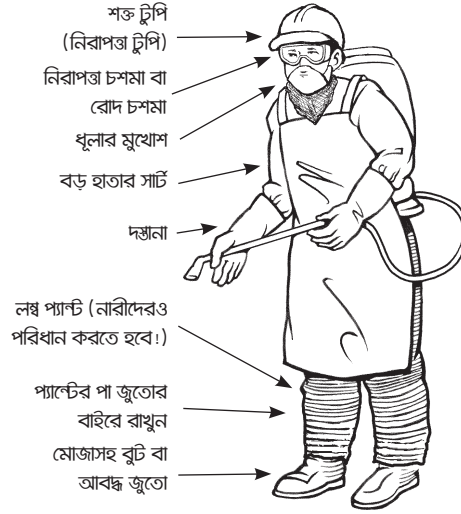 শক্ত টুপি
(নিরাপত্তা টুপি)
নিরাপত্তা চশমা বা
রোদ চশমা
ধূলার মুখোশ
বড় হাতার সার্ট
দস্তানা
লম্ব প্যান্ট (নারীদেরও
পরিধান করতে হবে!)
প্যান্টের পা জুতোর
বাইরে রাখুন
মোজাসহ বুট বা
আবদ্ধ জুতো